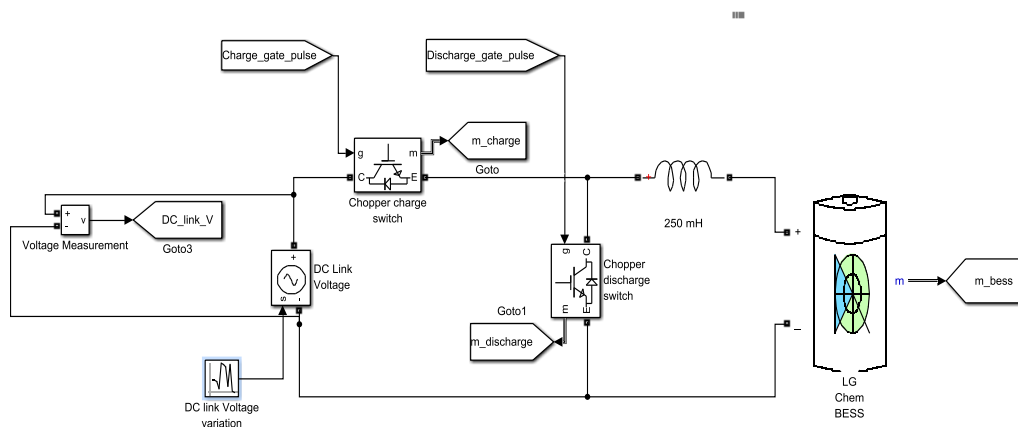 Charge_gate_pulse
Discharge_gate_pulse
g
m
C
E
m_charge
Goto
Chopper charge
switch
+
-
v
Voltage Measurement
DC_link_V
Goto3
+
s
-
DC Link
Voltage
g
C
m
E
Chopper
discharge
switch
Goto1
m_discharge
+
250 mH
+
_
m
m_bess
LG
Chem
BESS
DC link Voltage
variation